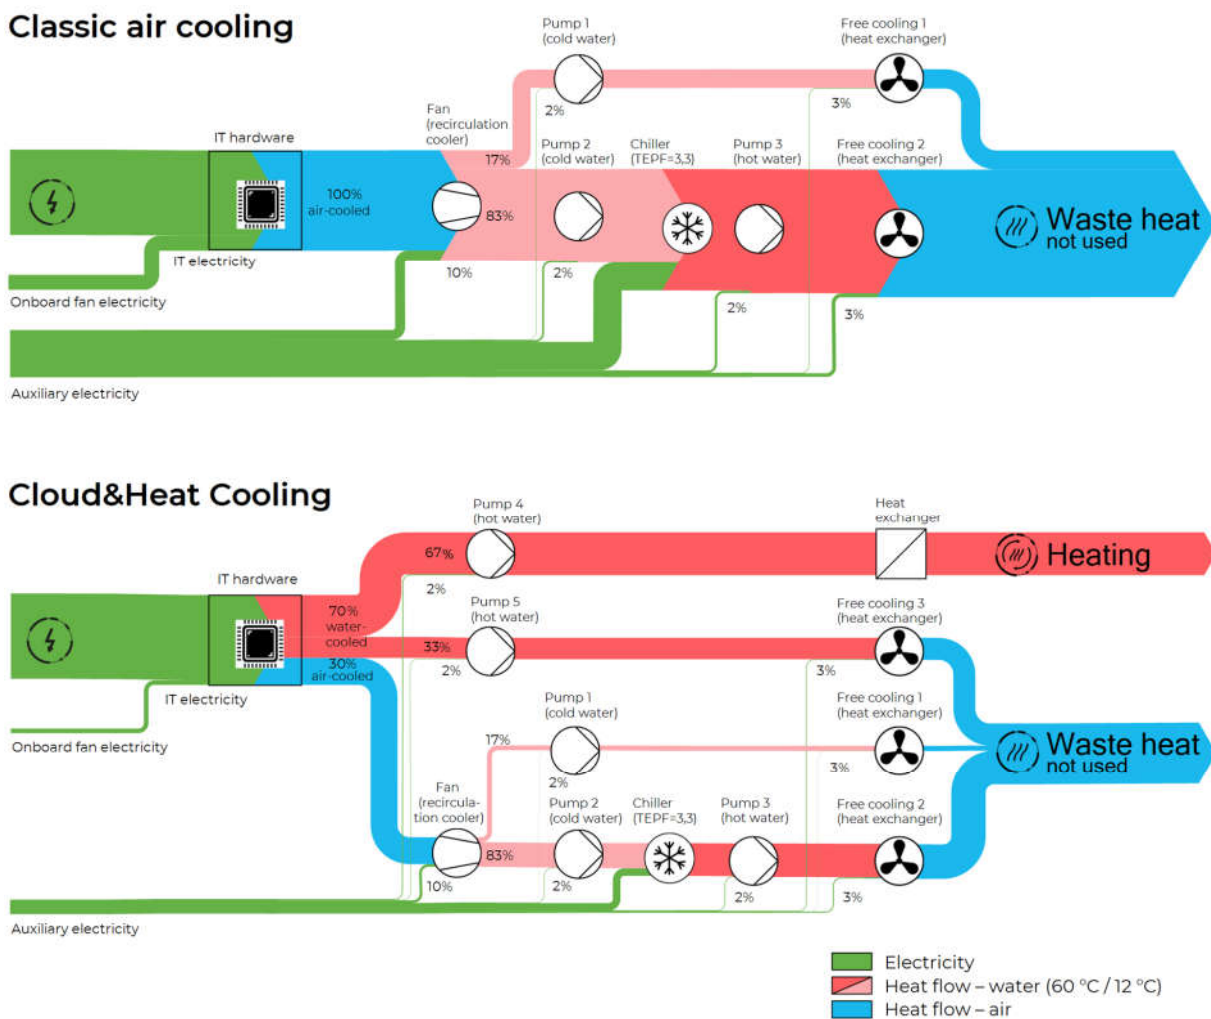 Classic air cooling
Pump 1
(cold water)
Free cooling 1
(heat exchanger)
2%
3%
Fan
(recirculation
cooler)
IT hardware
17%
Pump 2
(cold water)
Chiller
(TEPF=3,3)
Pump 3
(hot water)
Free cooling 2
(heat exchanger)
100%
air-cooled
83%
Waste heat
not used
IT electricity
10%
2%
2%
3%
Onboard fan electricity
Auxiliary electricity
Cloud&Heat Cooling
Pump 4
(hot water)
Heat
exchanger
67%
Heating
IT hardware
2%
Pump 5
(hot water)
Free cooling 3
(heat exchanger)
70%
water-
cooled
33%
30%
air-cooled
2%
3%
IT electricity
Pump 1
(cold water)
Free cooling 1
(heat exchanger)
Onboard fan electricity
17%
2%
3%
Waste heat
not used
Fan
(recircula-
tion cooler)
Pump 2
(cold water)
Chiller
(TEPF=3,3)
Pump 3
(hot water)
Free cooling 2
(heat exchanger)
83%
10%
2%
2%
3%
Auxiliary electricity
Electricity
Heat flow – water (60 °C / 12 °C)
Heat flow – air